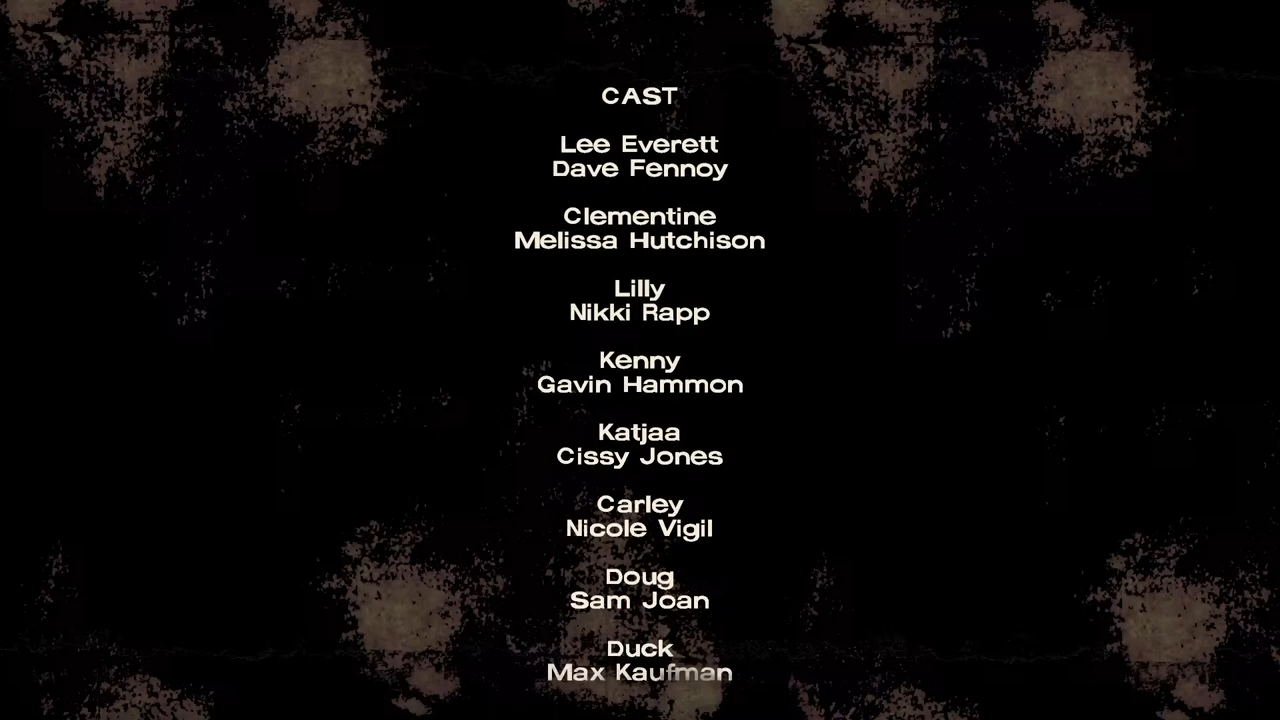 CAST
Lee Everett
Dave Fennoy
Clementine
Melissa Hutchison
Lilly
Nikki Rapp
Kenny
Gavin Hammon
Katjaa
Cissy Jones
Carley
Nicole Vigil
Doug
Sam Joan
Duck
Max Kaufman